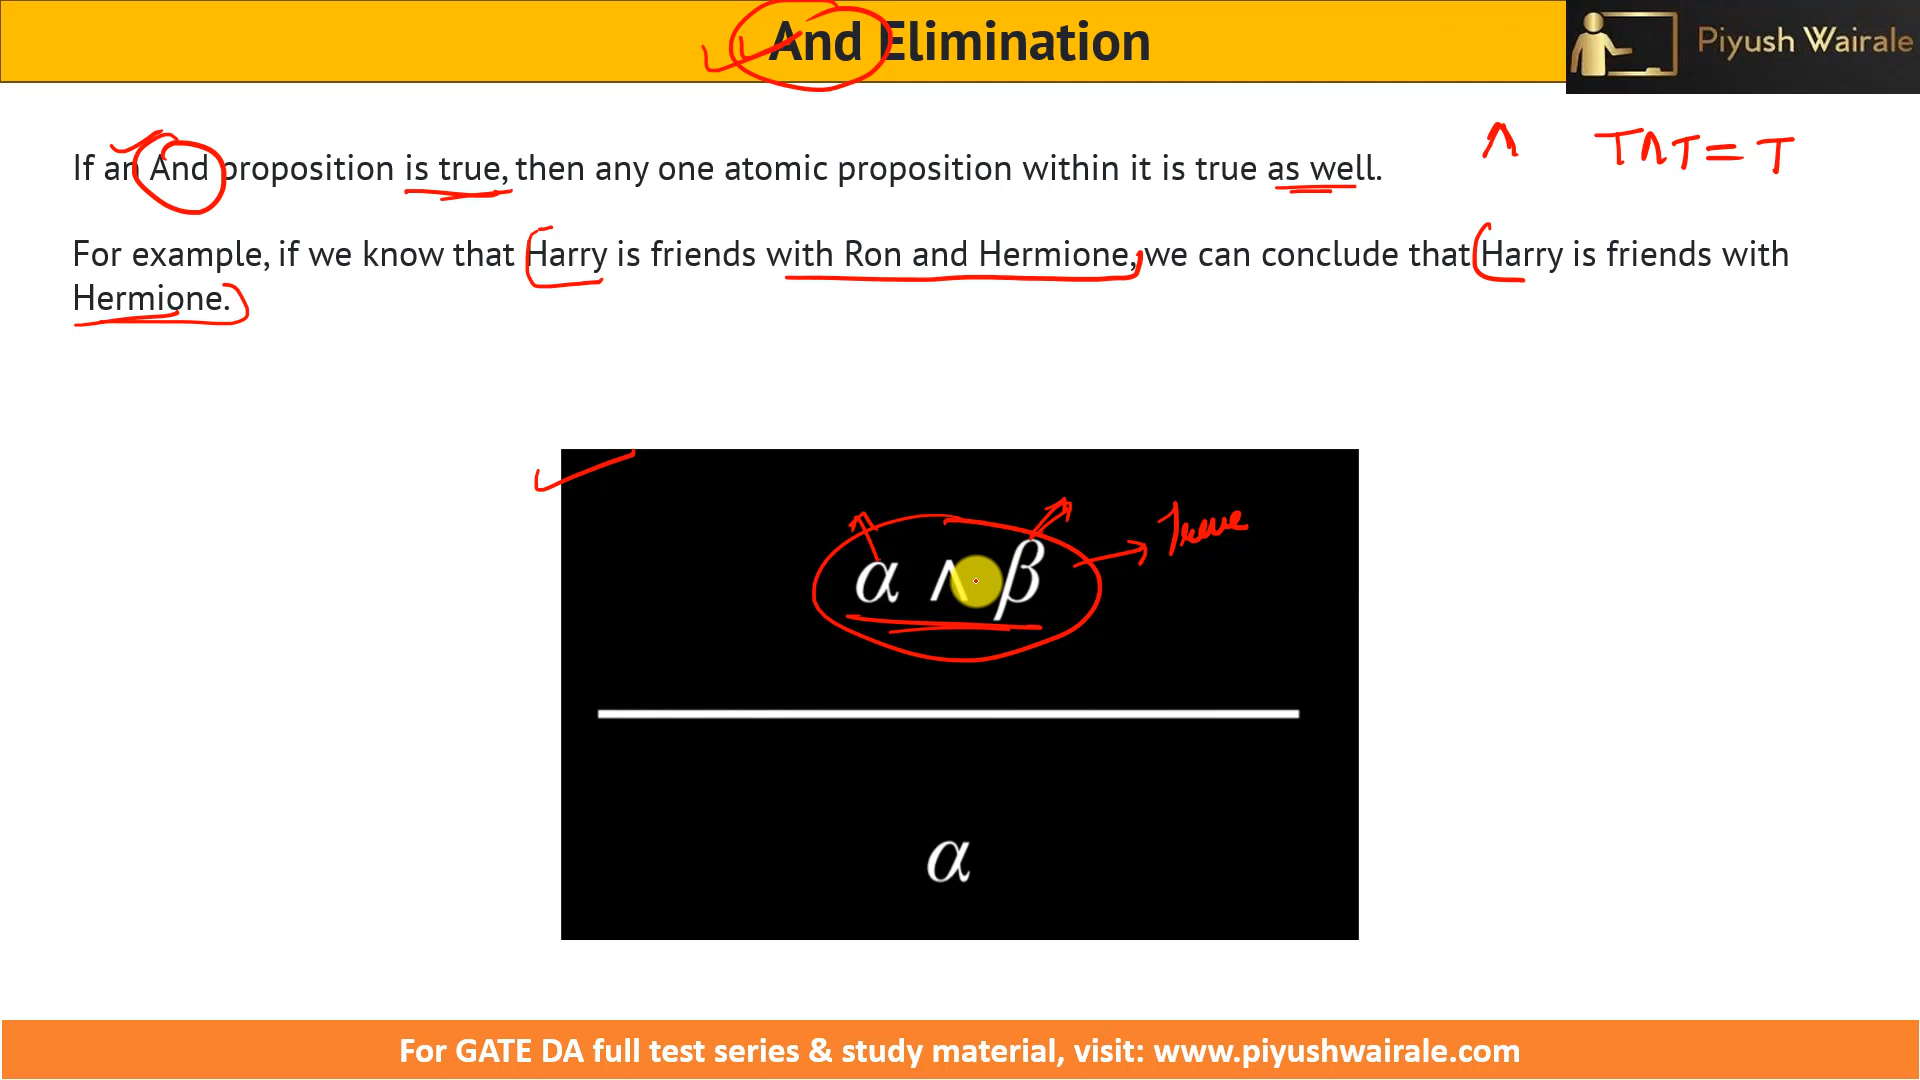 And Elimination
Piyush Wairale
If an And proposition is true, then any one atomic proposition within it is true as well.
∧ T∧T=T
For example, if we know that Harry is friends with Ron and Hermione, we can conclude that Harry is friends with
Hermione.
True
α ∧ β
α
For GATE DA full test series & study material, visit: www.piyushwairale.com